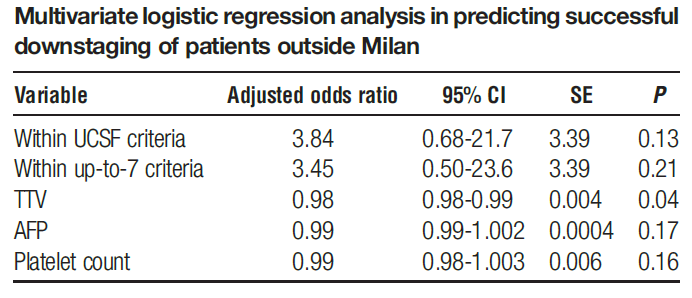 Multivariate logistic regression analysis in predicting successful
downstaging of patients outside Milan
Variable Adjusted odds ratio 95% CI SE P
Within UCSF criteria 3.84 0.68-21.7 3.39 0.13
Within up-to-7 criteria 3.45 0.50-23.6 3.39 0.21
TTV 0.98 0.98-0.99 0.004 0.04
AFP 0.99 0.99-1.002 0.0004 0.17
Platelet count 0.99 0.98-1.003 0.006 0.16